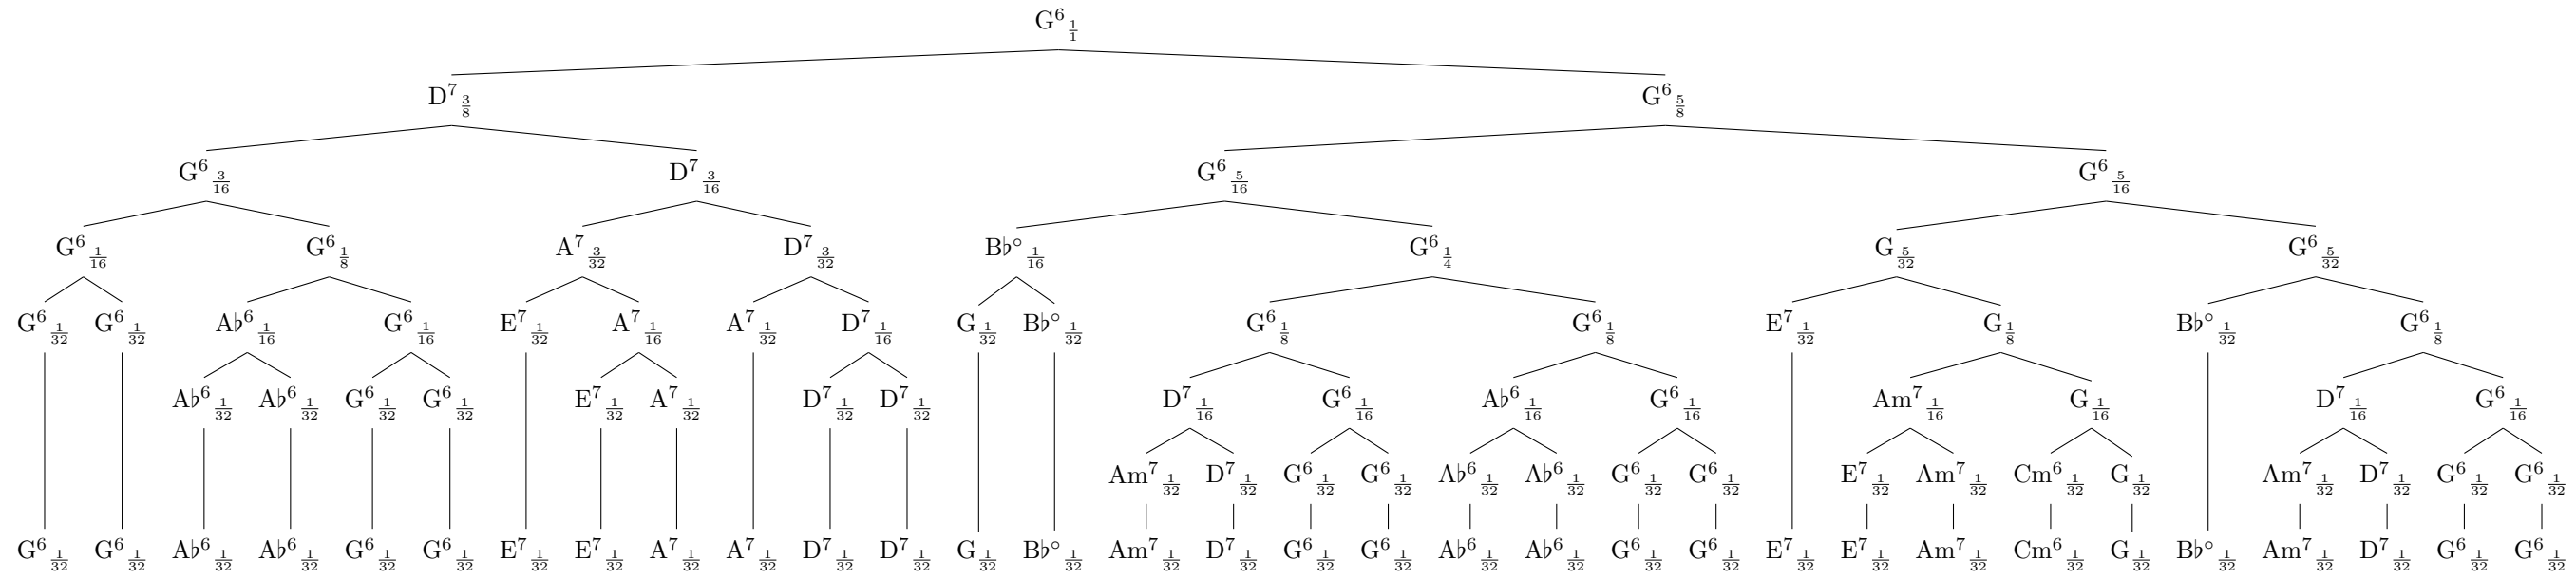 G⁶ 1/1
D⁷ 3/8 G⁶ 5/8
G⁶ 3/16 D⁷ 3/16 G⁶ 5/16 G⁶ 5/16
G⁶ 1/16 G⁶ 1/8 A⁷ 3/32 D⁷ 3/32 B♭° 1/16 G⁶ 1/4 G 5/32 G⁶ 5/32
G⁶ 1/32 G⁶ 1/32 A♭⁶ 1/16 G⁶ 1/16 E⁷ 1/32 A⁷ 1/16 A⁷ 1/32 D⁷ 1/16 G 1/32 B♭° 1/32 G⁶ 1/8 G⁶ 1/8 E⁷ 1/32 G 1/8 B♭° 1/32 G⁶ 1/8
A♭⁶ 1/32 A♭⁶ 1/32 G⁶ 1/32 G⁶ 1/32 E⁷ 1/32 A⁷ 1/32 D⁷ 1/32 D⁷ 1/32 D⁷ 1/16 G⁶ 1/16 A♭⁶ 1/16 G⁶ 1/16 Am⁷ 1/16 G 1/16 D⁷ 1/16 G⁶ 1/16
Am⁷ 1/32 D⁷ 1/32 G⁶ 1/32 G⁶ 1/32 A♭⁶ 1/32 A♭⁶ 1/32 G⁶ 1/32 G⁶ 1/32 E⁷ 1/32 Am⁷ 1/32 Cm⁶ 1/32 G 1/32 Am⁷ 1/32 D⁷ 1/32 G⁶ 1/32 G⁶ 1/32
G⁶ 1/32 G⁶ 1/32 A♭⁶ 1/32 A♭⁶ 1/32 G⁶ 1/32 G⁶ 1/32 E⁷ 1/32 E⁷ 1/32 A⁷ 1/32 A⁷ 1/32 D⁷ 1/32 D⁷ 1/32 G 1/32 B♭° 1/32 Am⁷ 1/32 D⁷ 1/32 G⁶ 1/32 G⁶ 1/32 A♭⁶ 1/32 A♭⁶ 1/32 G⁶ 1/32 G⁶ 1/32 E⁷ 1/32 E⁷ 1/32 Am⁷ 1/32 Cm⁶ 1/32 G 1/32 B♭° 1/32 Am⁷ 1/32 D⁷ 1/32 G⁶ 1/32 G⁶ 1/32